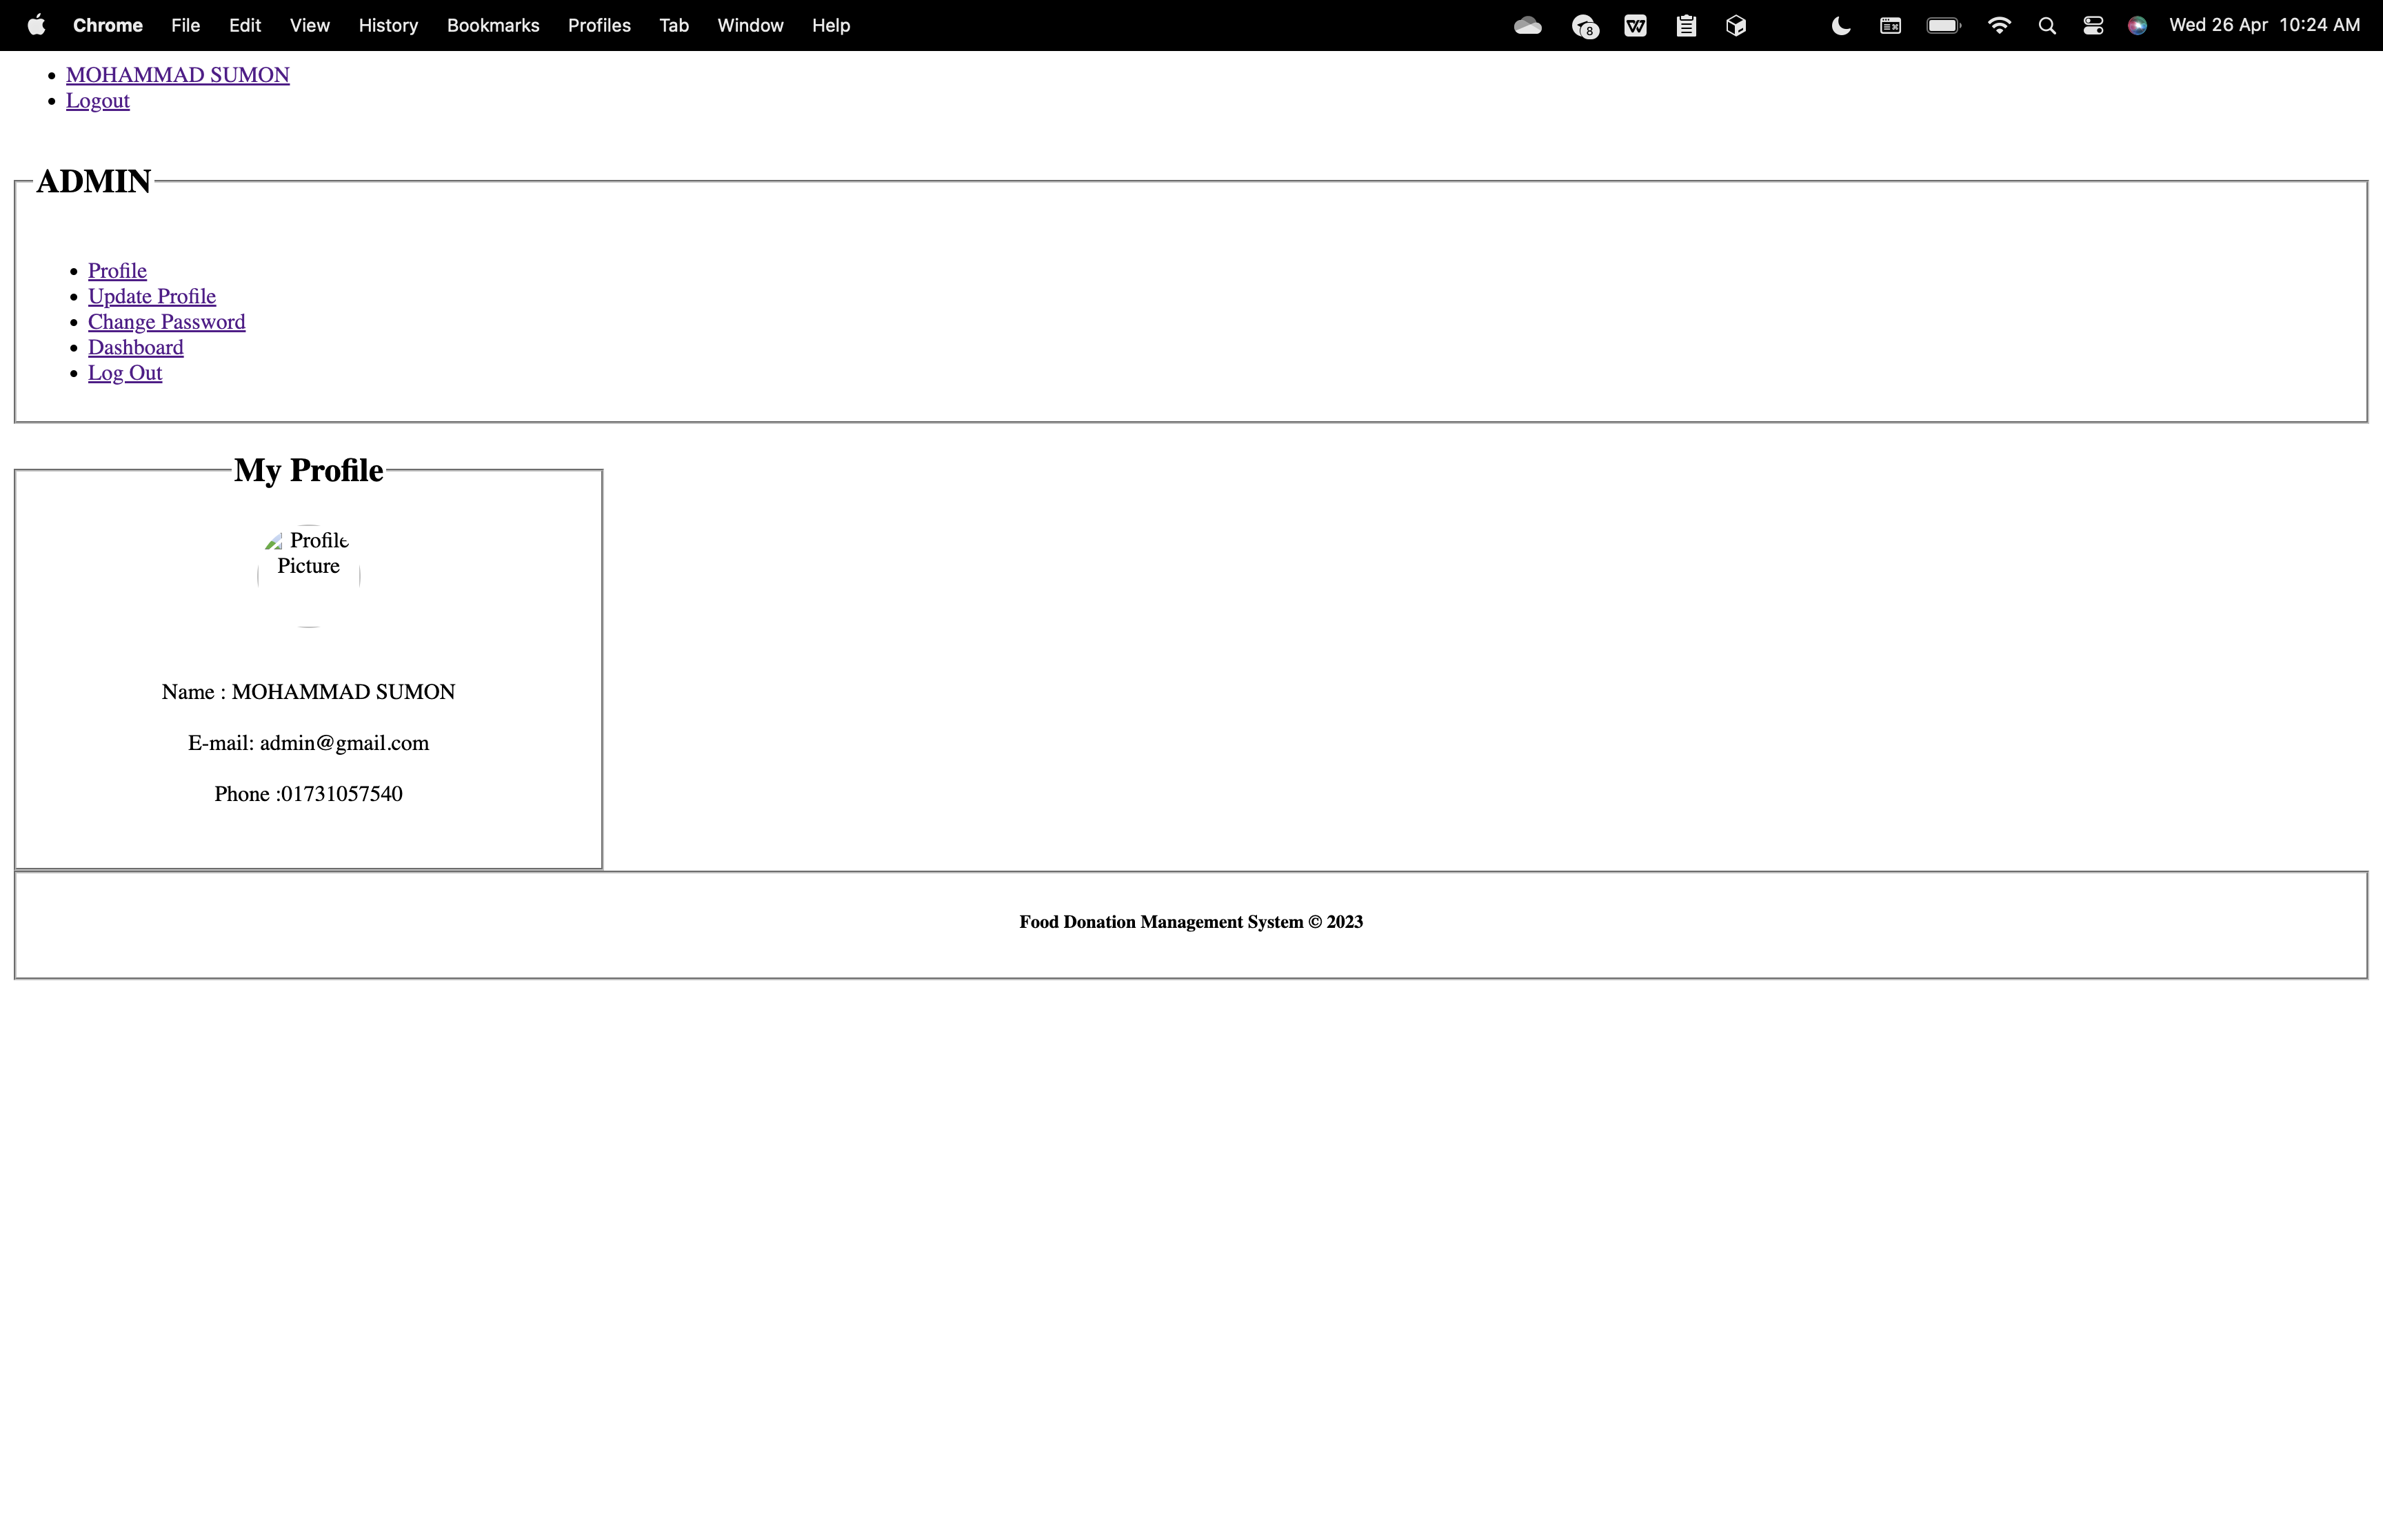 Chrome File Edit View History Bookmarks Profiles Tab Window Help 8 W Wed 26 Apr 10:24 AM
MOHAMMAD SUMON
Logout
ADMIN
Profile
Update Profile
Change Password
Dashboard
Log Out
My Profile
Profile
Picture
Name : MOHAMMAD SUMON
E-mail: admin@gmail.com
Phone :01731057540
Food Donation Management System © 2023